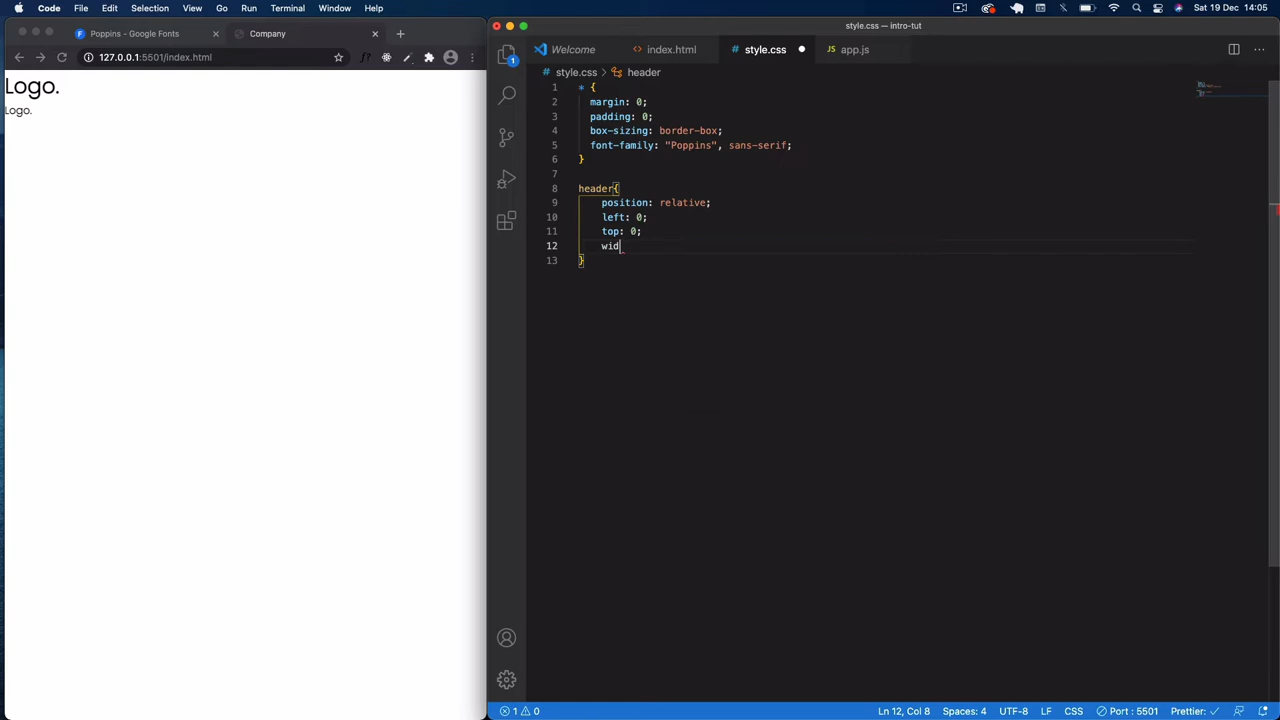 Code File Edit Selection View Go Run Terminal Window Help Sat 19 Dec 14:05
Poppins - Google Fonts Company
127.0.0.1:5501/index.html
Logo.
Logo.
style.css — intro-tut
Welcome index.html style.css JS app.js
# style.css > header
1 * {
2 margin: 0;
3 padding: 0;
4 box-sizing: border-box;
5 font-family: "Poppins", sans-serif;
6 }
7
8 header{
9 position: relative;
10 left: 0;
11 top: 0;
12 wid
13 }
1
1 0 Ln 12, Col 8 Spaces: 4 UTF-8 LF CSS Port : 5501 Prettier: ✓